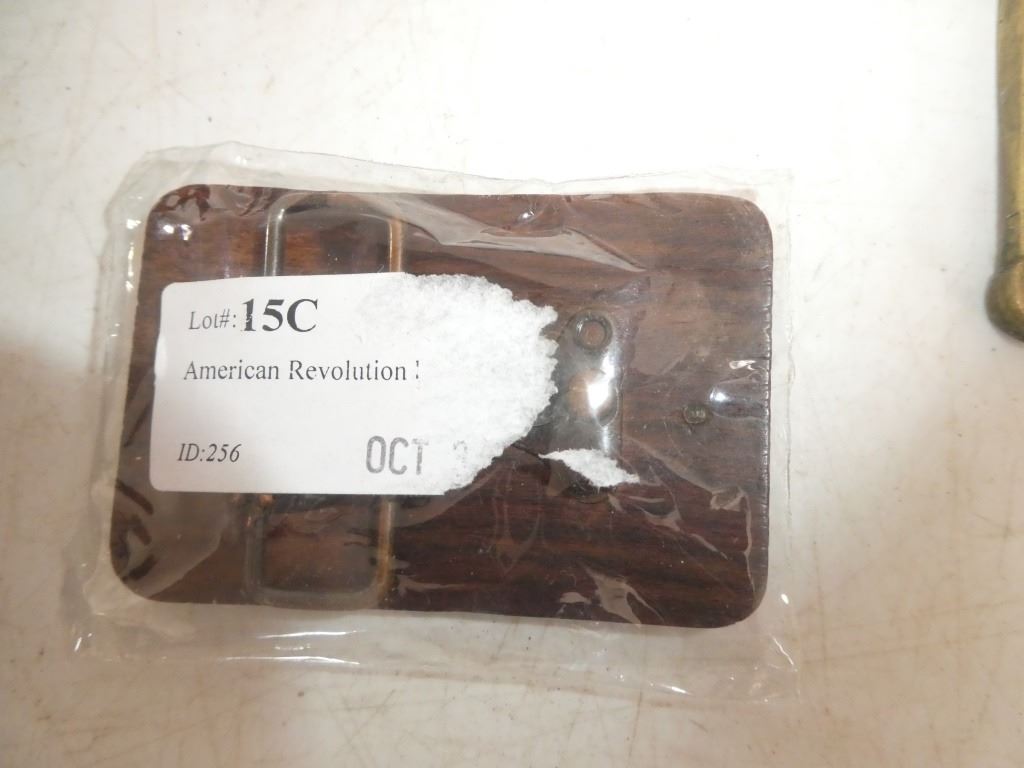 Lot#: 15C
American Revolution
ID:256
OCT